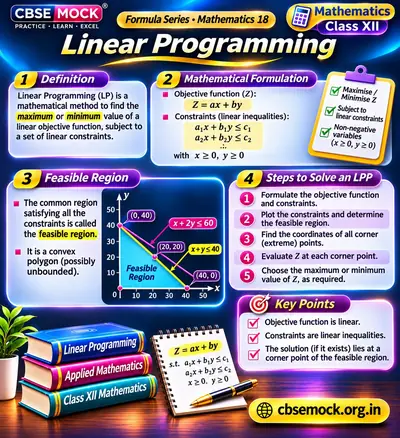 CBSE MOCK®
PRACTICE • LEARN • EXCEL
Formula Series • Mathematics 18
Linear Programming
Mathematics
Class XII
1 Definition
Linear Programming (LP) is a
mathematical method to find the
maximum or minimum value of a
linear objective function, subject to
a set of linear constraints.
2 Mathematical Formulation
• Objective function (Z):
Z = ax + by
• Constraints (linear inequalities):
a₁x + b₁y ≤ c₁
a₂x + b₂y ≤ c₂
∴
with x ≥ 0, y ≥ 0
Maximise /
Minimise Z
Subject to
linear constraints
Non-negative
variables
(x ≥ 0, y ≥ 0)
3 Feasible Region
• The common region
satisfying all the
constraints is called
the feasible region.
• It is a convex
polygon (possibly
unbounded).
y
50
40
30
20
10
0
10
20
30
40
50
x
(0, 40)
x + 2y ≤ 60
(20, 20)
x + y ≤ 40
(40, 0)
Feasible
Region
4 Steps to Solve an LPP
1 Formulate the objective function
and constraints.
2 Plot the constraints and determine
the feasible region.
3 Find the coordinates of all corner
(extreme) points.
4 Evaluate Z at each corner point.
5 Choose the maximum or minimum
value of Z, as required.
Key Points
Objective function is linear.
Constraints are linear inequalities.
The solution (if it exists) lies at a
corner point of the feasible region.
Linear Programming
Applied Mathematics
Class XII Mathematics
Z = ax + by
s.t. a₁x + b₁y ≤ c₁
a₂x + b₂y ≤ c₂
x ≥ 0, y ≥ 0
cbsemock.org.in